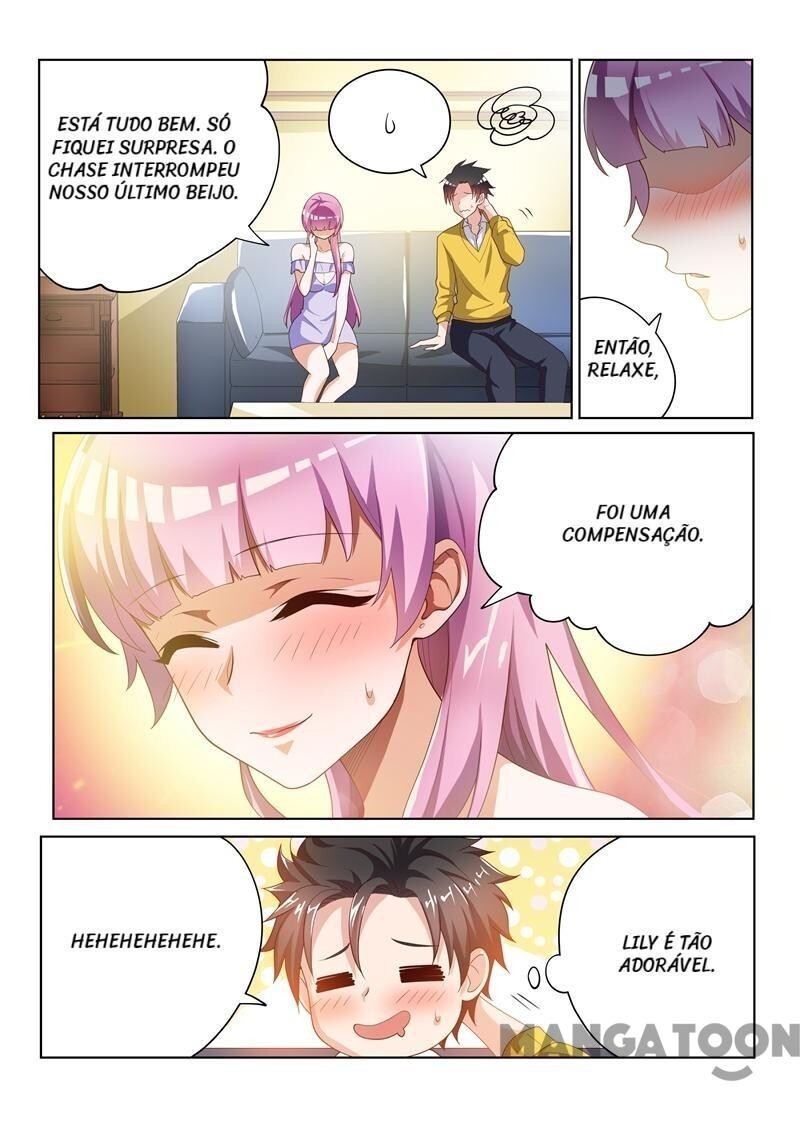 ESTÁ TUDO BEM. SÓ
FIQUEI SURPRESA. O
CHASE INTERROMPEU
NOSSO ÚLTIMO BEIJO.
ENTÃO,
RELAXE,
FOI UMA
COMPENSAÇÃO.
HEHEHEHEHEHE.
LILY É TÃO
ADORÁVEL.
MANGATOON